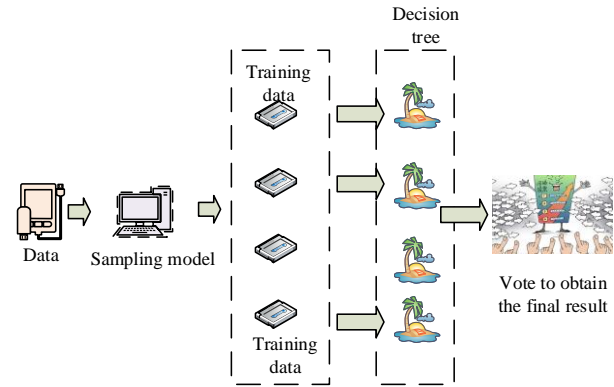 Decision
tree
Training
data
Data
Sampling model
Training
data
Vote to obtain
the final result